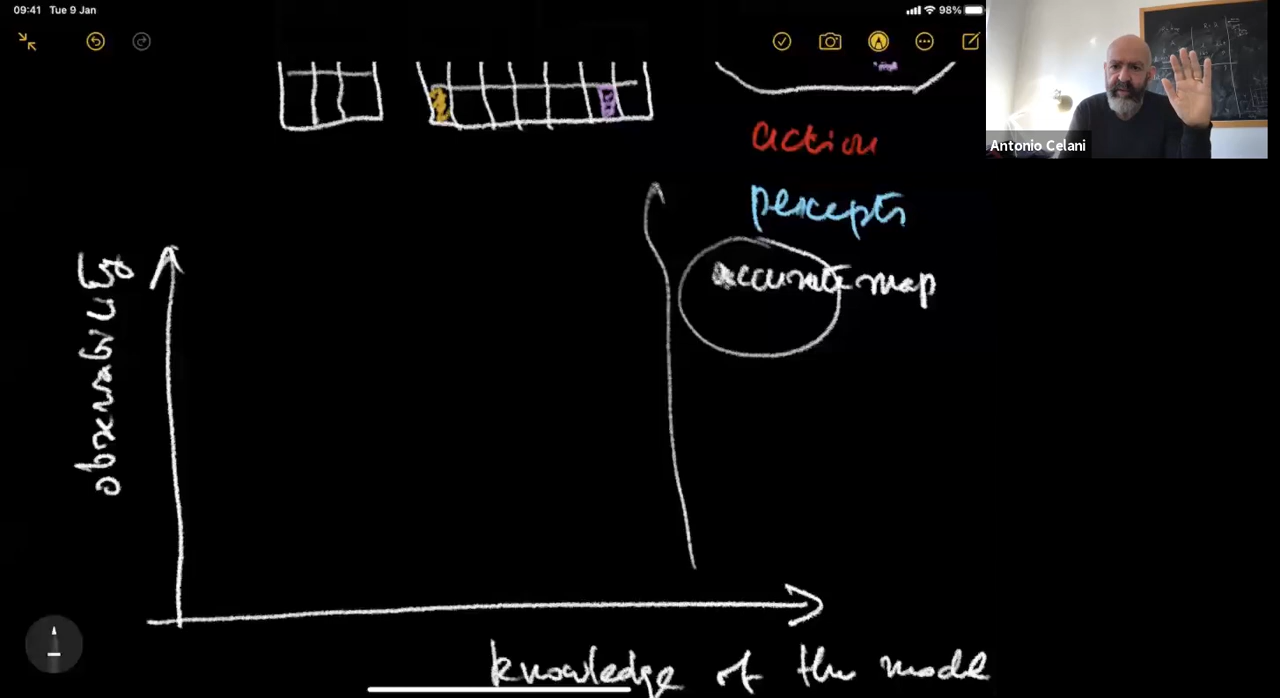 09:41 Tue 9 Jan
98%
action
percepts
accurate map
Antonio Celani
observability
knowledge of the model